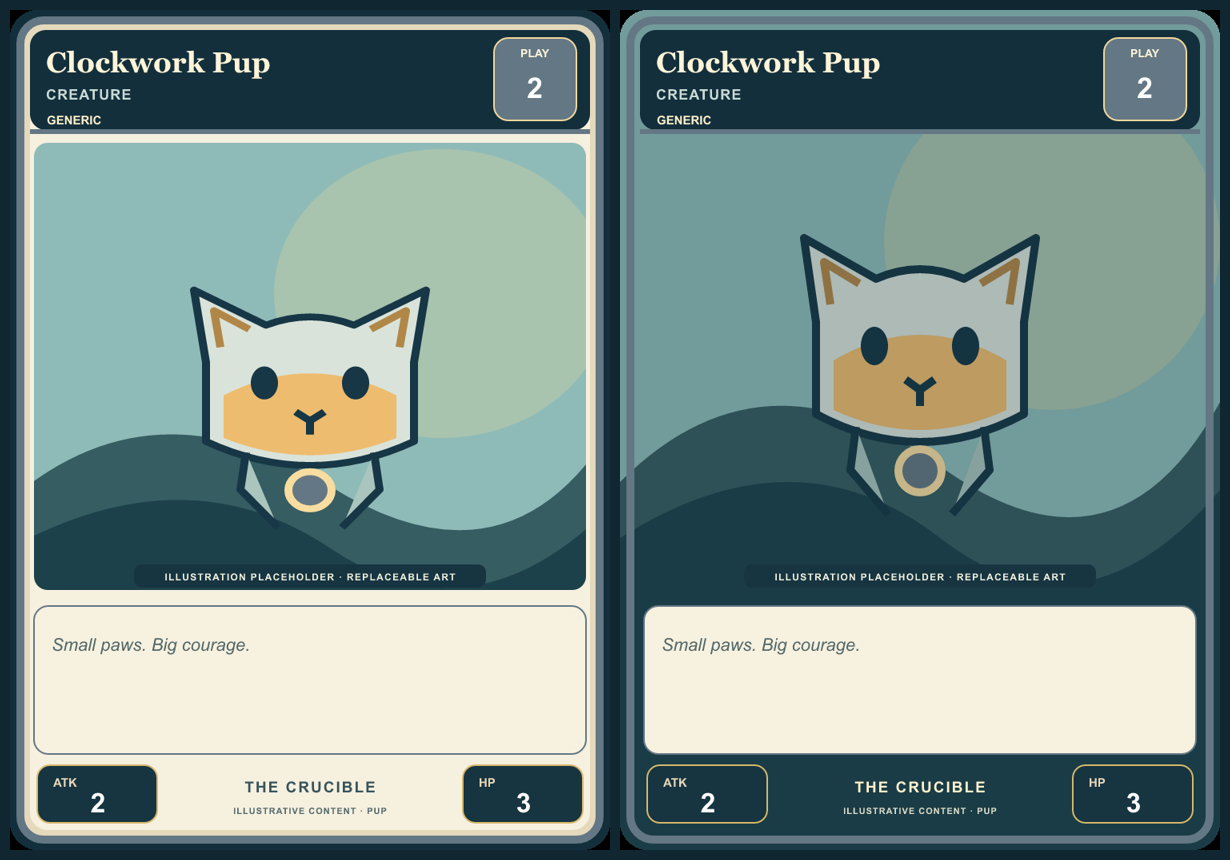 Clockwork Pup
CREATURE
GENERIC
PLAY
2
ILLUSTRATION PLACEHOLDER · REPLACEABLE ART
Small paws. Big courage.
ATK
2
THE CRUCIBLE
ILLUSTRATIVE CONTENT · PUP
HP
3
Clockwork Pup
CREATURE
GENERIC
PLAY
2
ILLUSTRATION PLACEHOLDER · REPLACEABLE ART
Small paws. Big courage.
ATK
2
THE CRUCIBLE
ILLUSTRATIVE CONTENT · PUP
HP
3